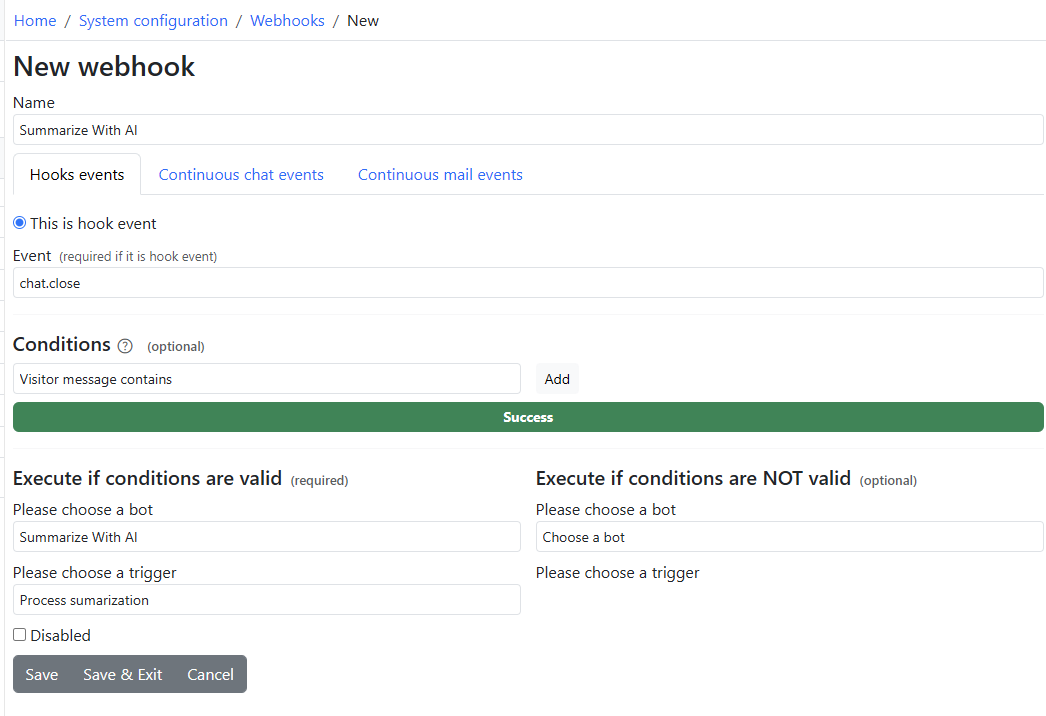 Home / System configuration / Webhooks / New
New webhook
Name
Summarize With AI
Hooks events Continuous chat events Continuous mail events
This is hook event
Event (required if it is hook event)
chat.close
Conditions ? (optional)
Visitor message contains Add
Success
Execute if conditions are valid (required) Execute if conditions are NOT valid (optional)
Please choose a bot Please choose a bot
Summarize With AI Choose a bot
Please choose a trigger Please choose a trigger
Process sumarization
Disabled
Save Save & Exit Cancel